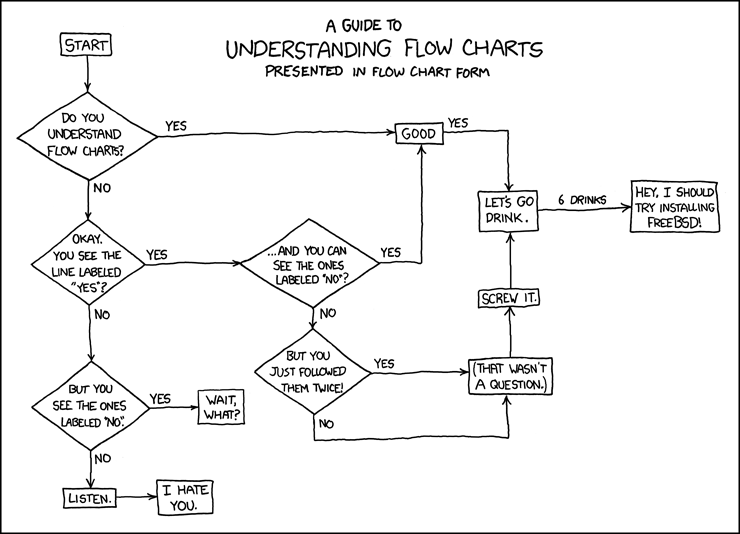 A GUIDE TO
UNDERSTANDING FLOW CHARTS
PRESENTED IN FLOW CHART FORM
START
DO YOU
UNDERSTAND
FLOW CHARTS?
YES
GOOD
YES
NO
LET'S GO
DRINK.
6 DRINKS
HEY, I SHOULD
TRY INSTALLING
FREEBSD!
OKAY.
YOU SEE THE
LINE LABELED
"YES"?
YES
...AND YOU CAN
SEE THE ONES
LABELED "NO"?
YES
NO
NO
SCREW IT.
BUT YOU
JUST FOLLOWED
THEM TWICE!
YES
(THAT WASN'T
A QUESTION.)
NO
BUT YOU
SEE THE ONES
LABELED "NO".
YES
WAIT,
WHAT?
NO
LISTEN.
I HATE
YOU.